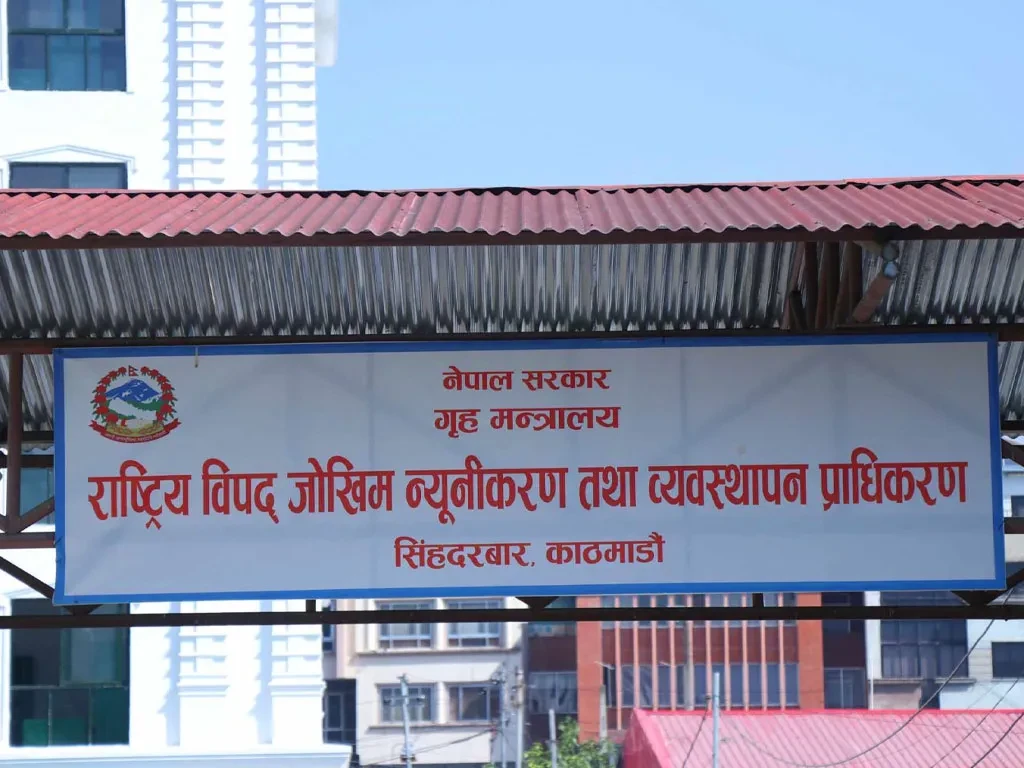 नेपाल सरकार
गृह मन्त्रालय
राष्ट्रिय विपद् जोखिम न्यूनीकरण तथा व्यवस्थापन प्राधिकरण
सिंहदरबार, काठमाडौं